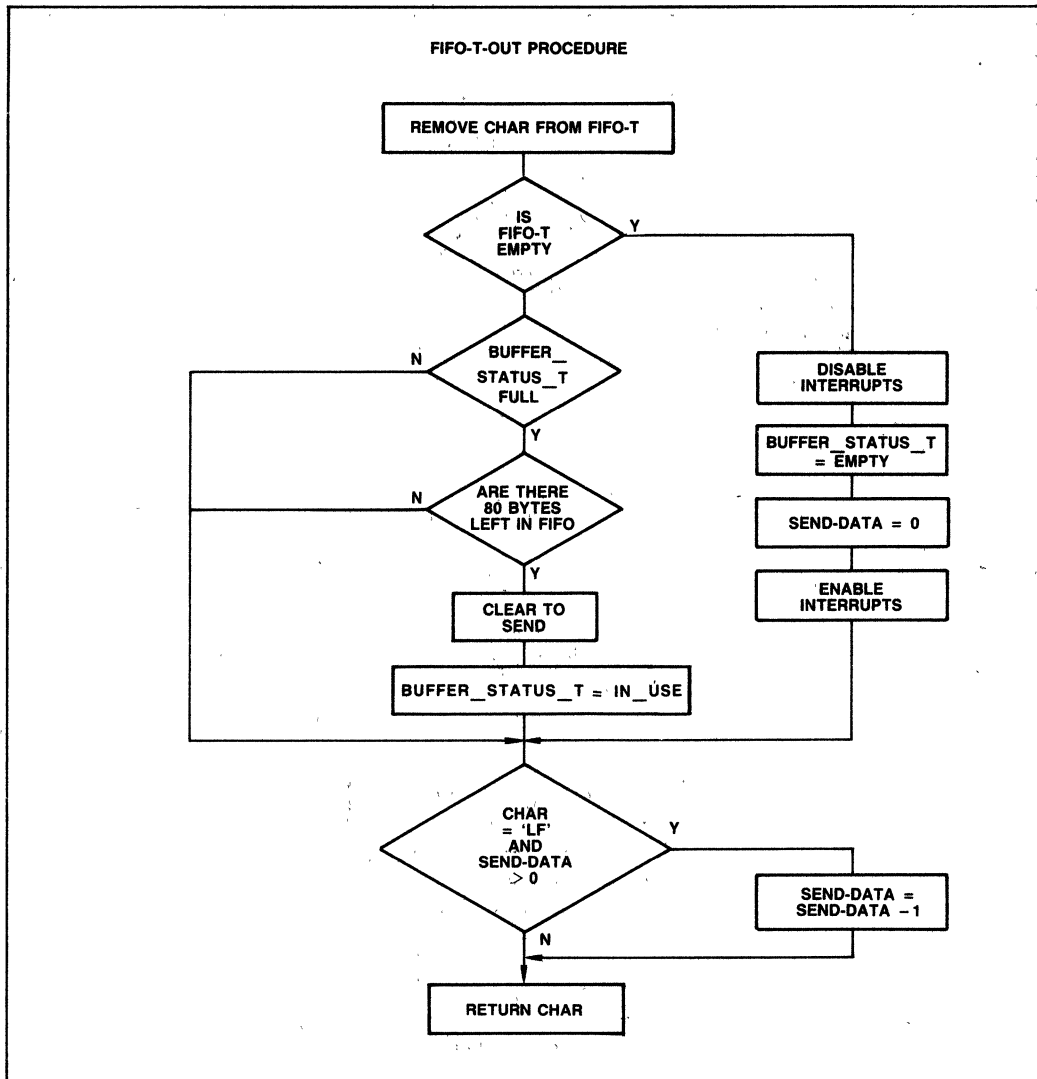 FIFO-T-OUT PROCEDURE
REMOVE CHAR FROM FIFO-T
IS
FIFO-T
EMPTY
Y
N
BUFFER_
STATUS_T
FULL
Y
N
ARE THERE
80 BYTES
LEFT IN FIFO
Y
CLEAR TO
SEND
BUFFER_STATUS_T = IN_USE
DISABLE
INTERRUPTS
BUFFER_STATUS_T
= EMPTY
SEND-DATA = 0
ENABLE
INTERRUPTS
CHAR
= 'LF'
AND
SEND-DATA
> 0
Y
SEND-DATA =
SEND-DATA -1
N
RETURN CHAR